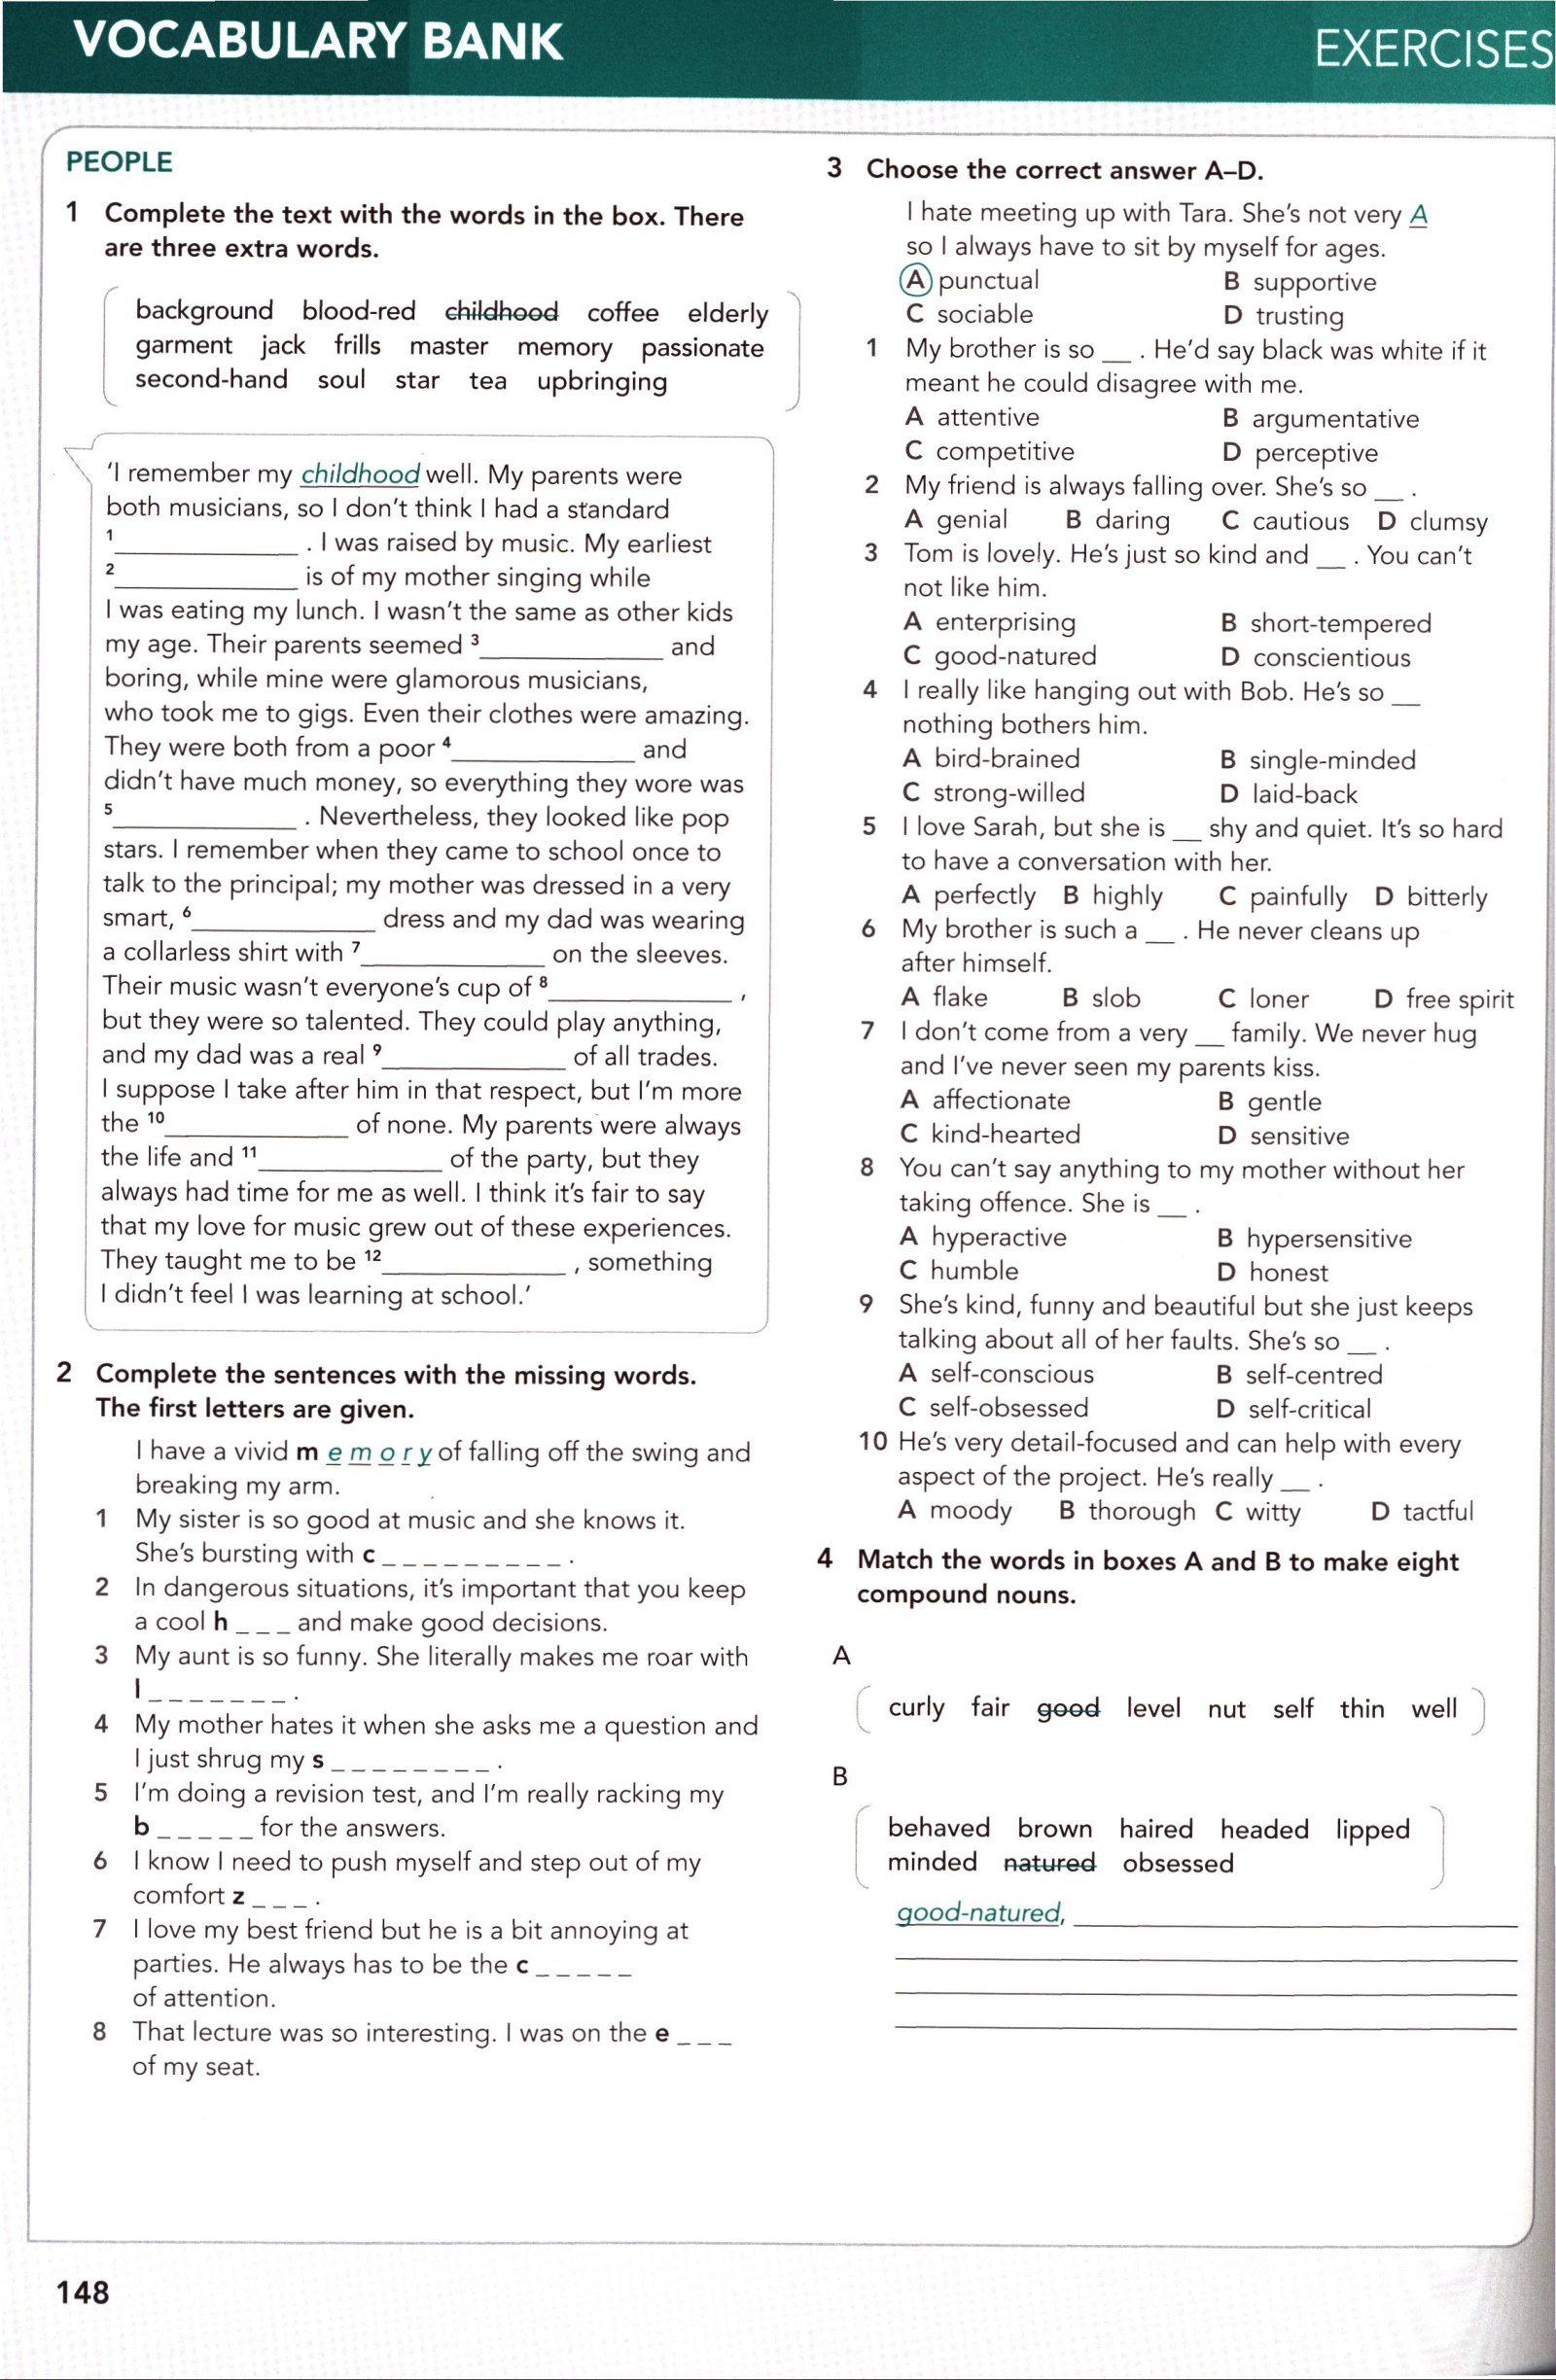 VOCABULARY BANK
EXERCISES
PEOPLE
1 Complete the text with the words in the box. There
are three extra words.
background blood-red childhood coffee elderly
garment jack frills master memory passionate
second-hand soul star tea upbringing
'I remember my childhood well. My parents were
both musicians, so I don't think I had a standard
1______________ . I was raised by music. My earliest
2______________ is of my mother singing while
I was eating my lunch. I wasn't the same as other kids
my age. Their parents seemed 3______________ and
boring, while mine were glamorous musicians,
who took me to gigs. Even their clothes were amazing.
They were both from a poor 4______________ and
didn't have much money, so everything they wore was
5______________ . Nevertheless, they looked like pop
stars. I remember when they came to school once to
talk to the principal; my mother was dressed in a very
smart, 6______________ dress and my dad was wearing
a collarless shirt with 7______________ on the sleeves.
Their music wasn't everyone's cup of 8______________ ,
but they were so talented. They could play anything,
and my dad was a real 9______________ of all trades.
I suppose I take after him in that respect, but I'm more
the 10______________ of none. My parents were always
the life and 11______________ of the party, but they
always had time for me as well. I think it's fair to say
that my love for music grew out of these experiences.
They taught me to be 12______________ , something
I didn't feel I was learning at school.'
2 Complete the sentences with the missing words.
The first letters are given.
I have a vivid m e m o r y of falling off the swing and
breaking my arm.
1 My sister is so good at music and she knows it.
She's bursting with c _ _ _ _ _ _ _ _ _ .
2 In dangerous situations, it's important that you keep
a cool h _ _ _ and make good decisions.
3 My aunt is so funny. She literally makes me roar with
l _ _ _ _ _ _ _ .
4 My mother hates it when she asks me a question and
I just shrug my s _ _ _ _ _ _ _ _ .
5 I'm doing a revision test, and I'm really racking my
b _ _ _ _ _ for the answers.
6 I know I need to push myself and step out of my
comfort z _ _ _ .
7 I love my best friend but he is a bit annoying at
parties. He always has to be the c _ _ _ _ _
of attention.
8 That lecture was so interesting. I was on the e _ _ _
of my seat.
3 Choose the correct answer A–D.
I hate meeting up with Tara. She's not very A
so I always have to sit by myself for ages.
A punctual B supportive
C sociable D trusting
1 My brother is so __ . He'd say black was white if it
meant he could disagree with me.
A attentive B argumentative
C competitive D perceptive
2 My friend is always falling over. She's so __ .
A genial B daring C cautious D clumsy
3 Tom is lovely. He's just so kind and __ . You can't
not like him.
A enterprising B short-tempered
C good-natured D conscientious
4 I really like hanging out with Bob. He's so __
nothing bothers him.
A bird-brained B single-minded
C strong-willed D laid-back
5 I love Sarah, but she is __ shy and quiet. It's so hard
to have a conversation with her.
A perfectly B highly C painfully D bitterly
6 My brother is such a __ . He never cleans up
after himself.
A flake B slob C loner D free spirit
7 I don't come from a very __ family. We never hug
and I've never seen my parents kiss.
A affectionate B gentle
C kind-hearted D sensitive
8 You can't say anything to my mother without her
taking offence. She is __ .
A hyperactive B hypersensitive
C humble D honest
9 She's kind, funny and beautiful but she just keeps
talking about all of her faults. She's so __ .
A self-conscious B self-centred
C self-obsessed D self-critical
10 He's very detail-focused and can help with every
aspect of the project. He's really __ .
A moody B thorough C witty D tactful
4 Match the words in boxes A and B to make eight
compound nouns.
A
curly fair good level nut self thin well
B
behaved brown haired headed lipped
minded natured obsessed
good-natured,
148